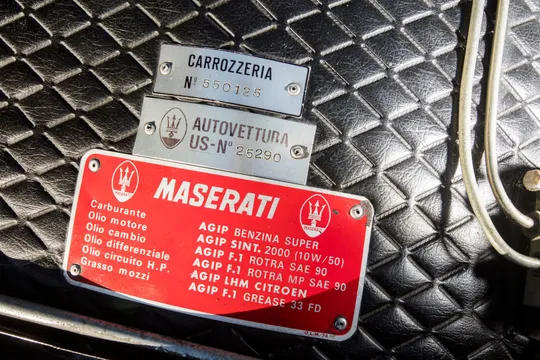 CARROZZERIA
Nº 550125
AUTOVETTURA
US-Nº 25290
MASERATI
Carburante AGIP BENZINA SUPER
Olio motore AGIP SINT. 2000 (10W/50)
Olio cambio AGIP F.1 ROTRA SAE 90
Olio differenziale AGIP F.1 ROTRA MP SAE 90
Olio circuito H.P. AGIP LHM CITROEN
Grasso mozzi AGIP F.1 GREASE 33 FD